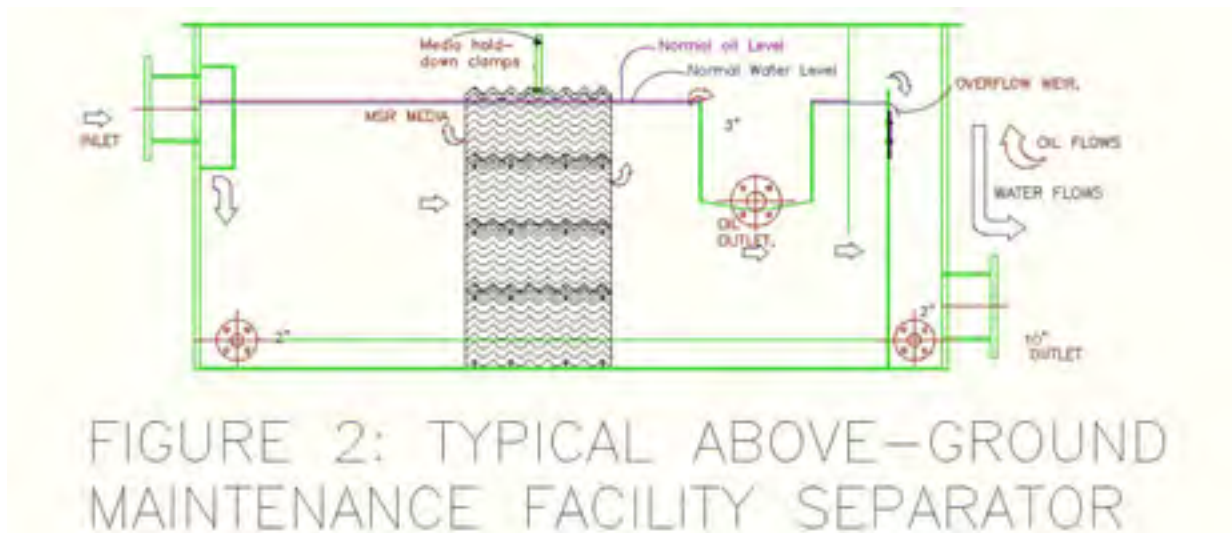 Media hold-
down clamps
Normal oil Level
Normal Water Level
OVERFLOW WEIR.
MSR MEDIA
3"
INLET
OIL FLOWS
WATER FLOWS
OIL
OUTLET.
2"
2"
10"
OUTLET
FIGURE 2: TYPICAL ABOVE-GROUND
MAINTENANCE FACILITY SEPARATOR